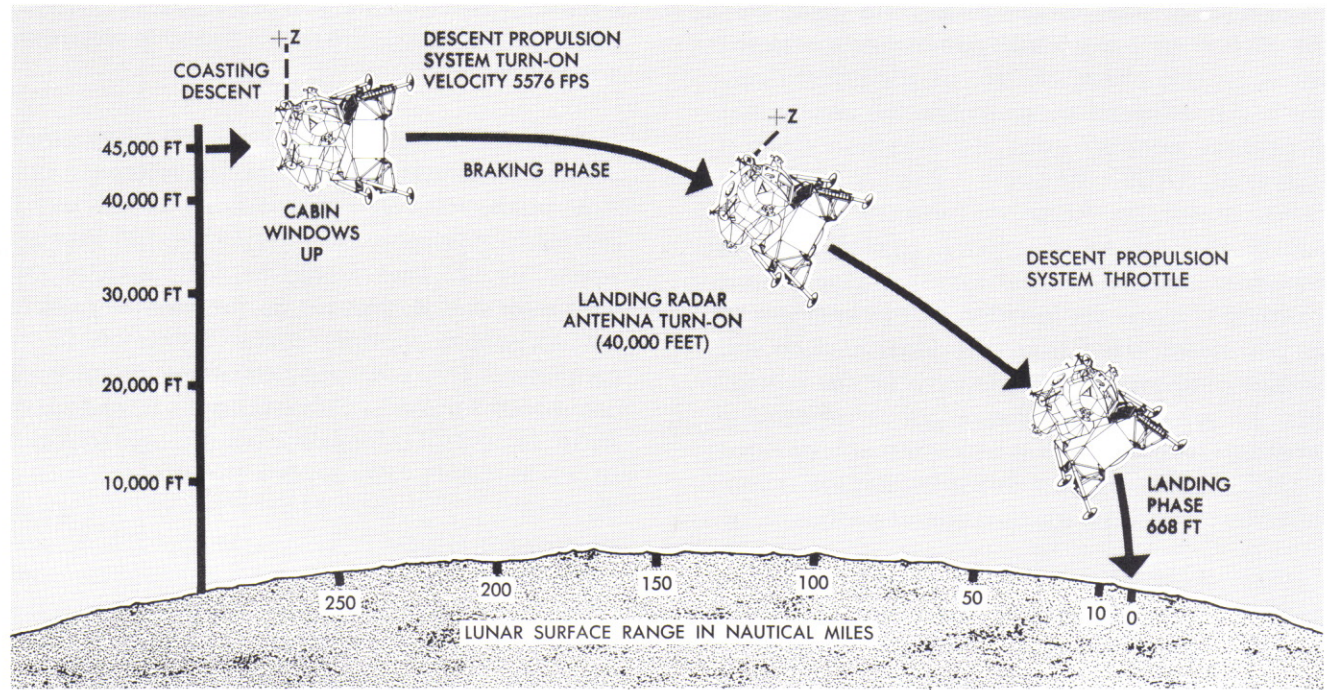 +Z
COASTING
DESCENT
DESCENT PROPULSION
SYSTEM TURN-ON
VELOCITY 5576 FPS
45,000 FT
40,000 FT
30,000 FT
20,000 FT
10,000 FT
CABIN
WINDOWS
UP
BRAKING PHASE
+Z
LANDING RADAR
ANTENNA TURN-ON
(40,000 FEET)
DESCENT PROPULSION
SYSTEM THROTTLE
LANDING
PHASE
668 FT
250
200
150
100
50
10
0
LUNAR SURFACE RANGE IN NAUTICAL MILES